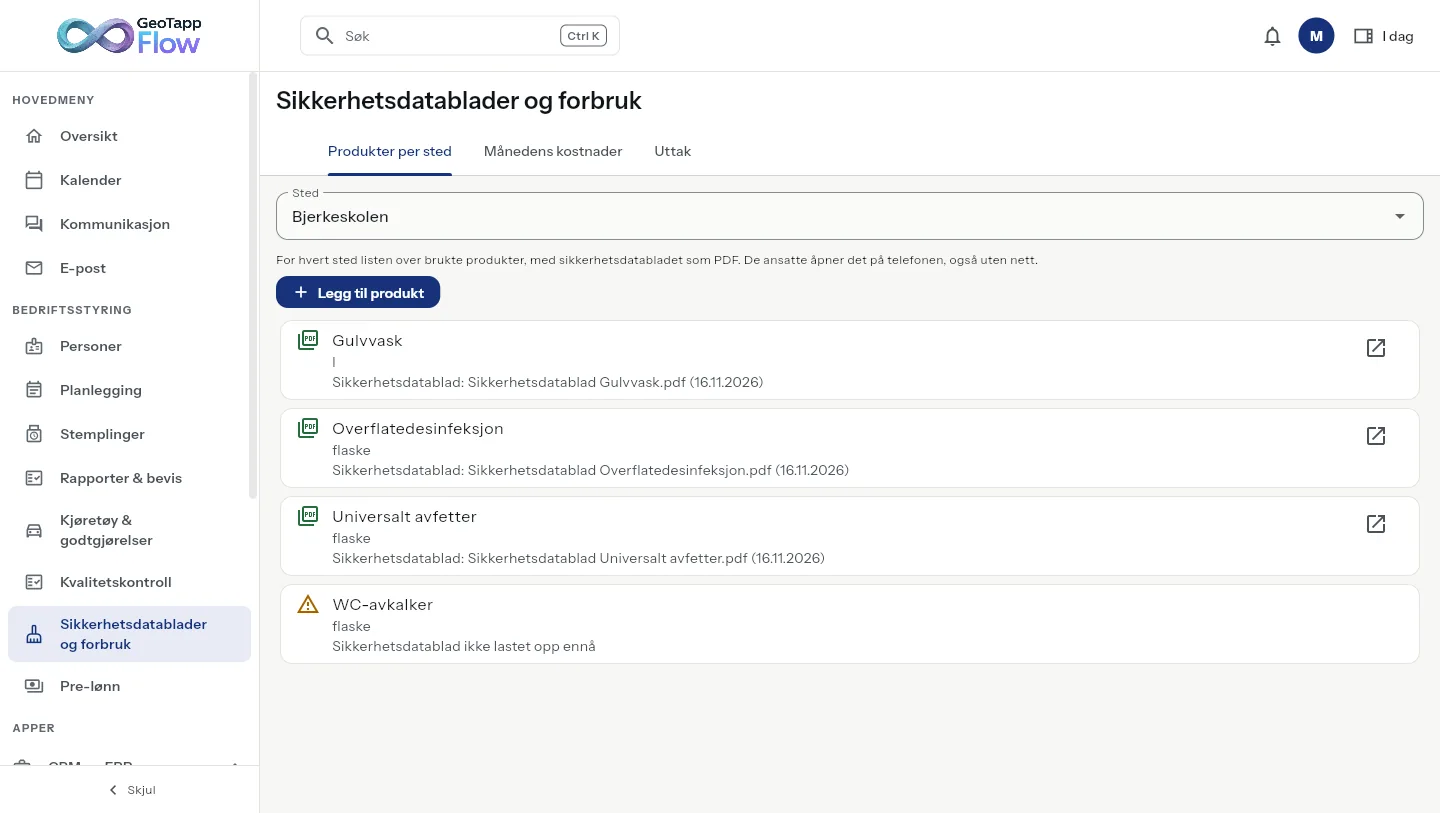 GeoTapp
Flow
Søk
Ctrl K
M
I dag
HOVEDMENY
Oversikt
Kalender
Kommunikasjon
E-post
BEDRIFTSSTYRING
Personer
Planlegging
Stemplinger
Rapporter & bevis
Kjøretøy &
godtgjørelser
Kvalitetskontroll
Sikkerhetsdatablader
og forbruk
Pre-lønn
APPER
Skjul
Sikkerhetsdatablader og forbruk
Produkter per sted
Månedens kostnader
Uttak
Sted
Bjerkeskolen
For hvert sted listen over brukte produkter, med sikkerhetsdatabladet som PDF. De ansatte åpner det på telefonen, også uten nett.
+ Legg til produkt
PDF
Gulvvask
l
Sikkerhetsdatablad: Sikkerhetsdatablad Gulvvask.pdf (16.11.2026)
PDF
Overflatedesinfeksjon
flaske
Sikkerhetsdatablad: Sikkerhetsdatablad Overflatedesinfeksjon.pdf (16.11.2026)
PDF
Universalt avfetter
flaske
Sikkerhetsdatablad: Sikkerhetsdatablad Universalt avfetter.pdf (16.11.2026)
WC-avkalker
flaske
Sikkerhetsdatablad ikke lastet opp ennå